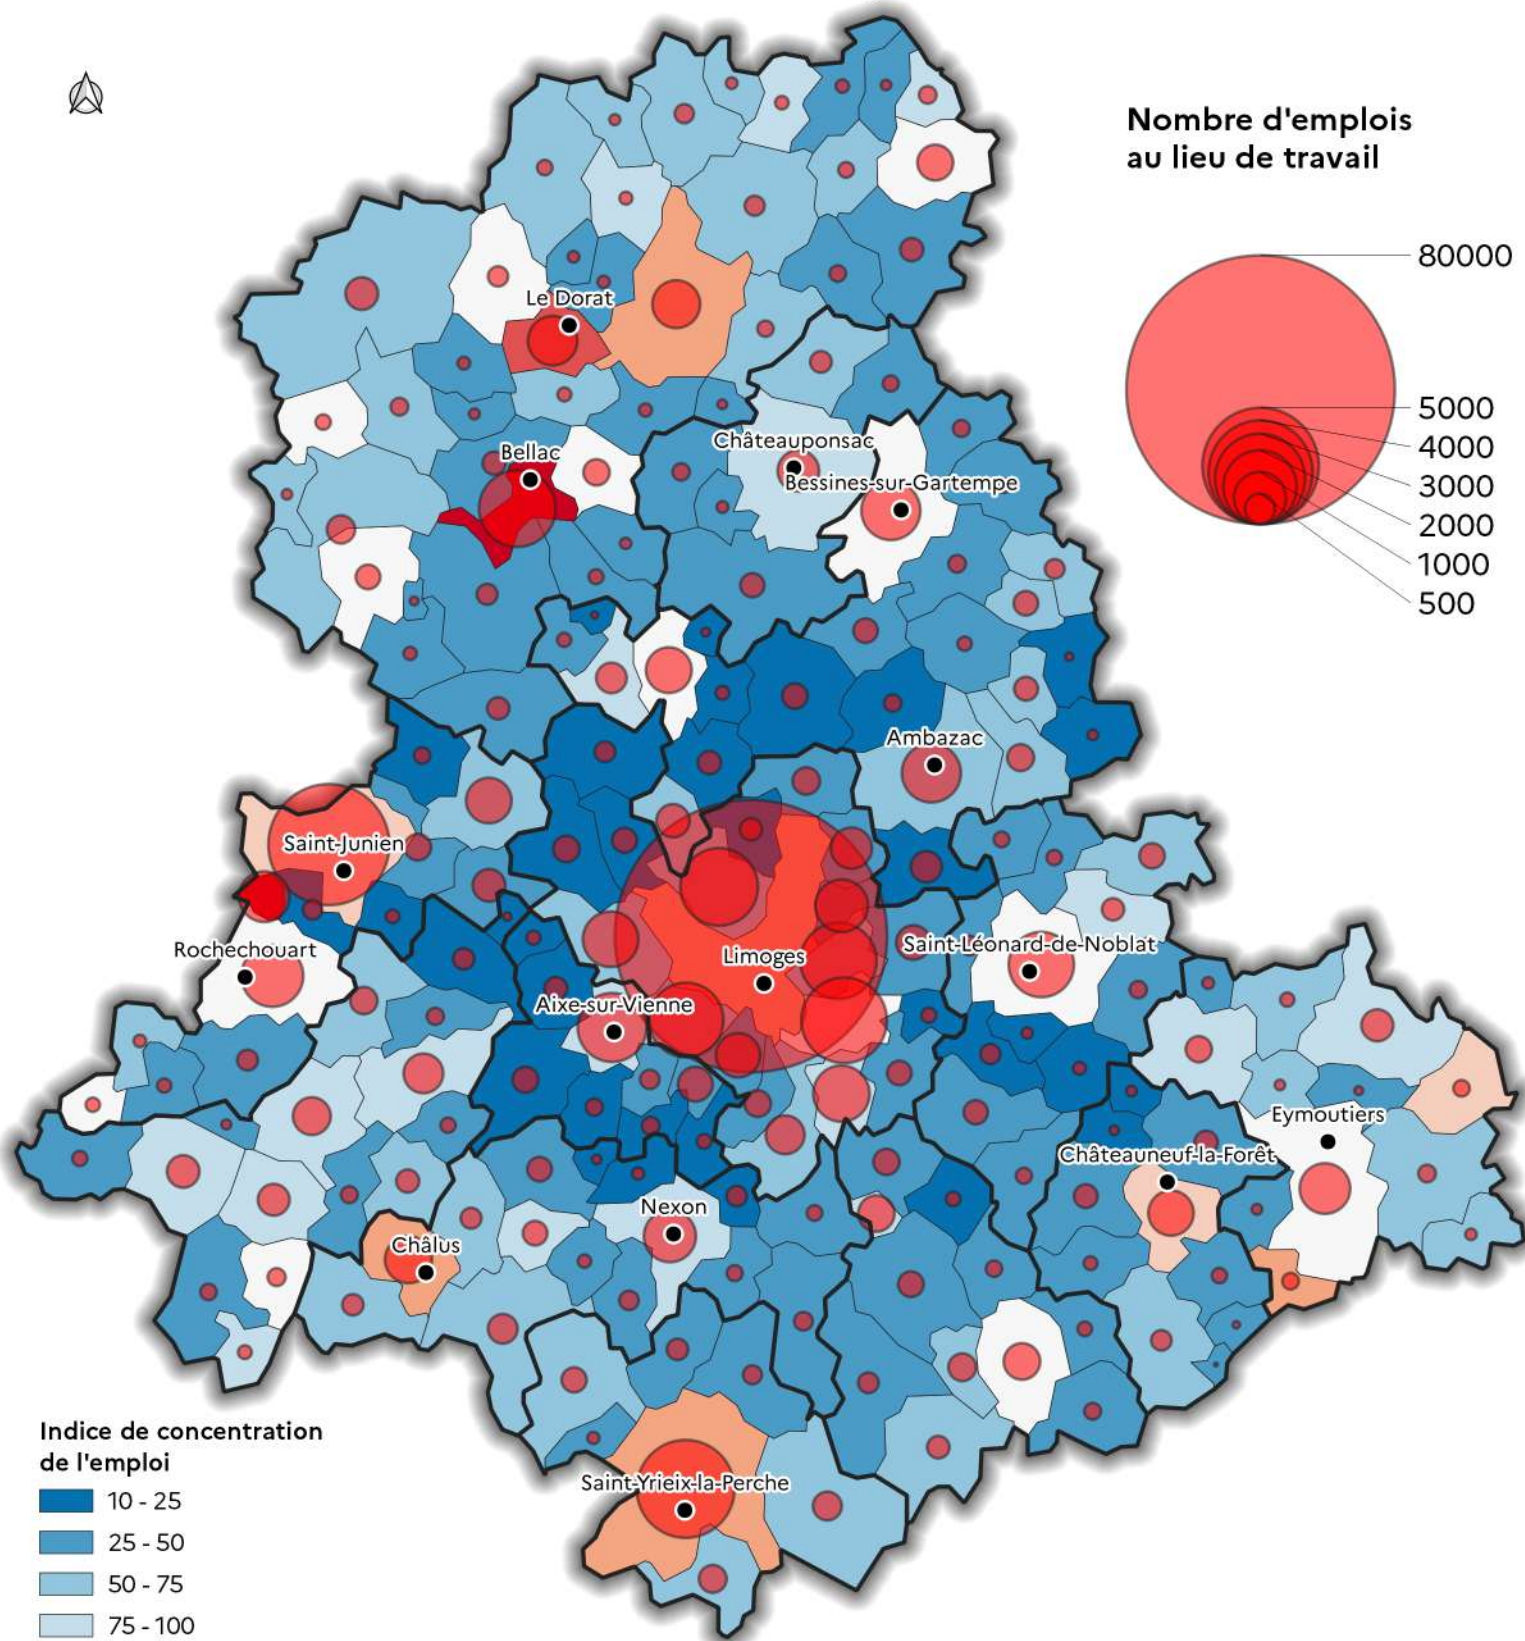 Nombre d'emplois
au lieu de travail
80000
5000
4000
3000
2000
1000
500
Le Dorat
Châteauponsac
Bellac
Bessines-sur-Gartempe
Ambazac
Saint-Junien
Rochechouart
Saint-Léonard-de-Noblat
Limoges
Aixe-sur-Vienne
Eymoutiers
Châteauneuf-la-Forêt
Nexon
Châlus
Saint-Yrieix-la-Perche
Indice de concentration
de l'emploi
10 - 25
25 - 50
50 - 75
75 - 100